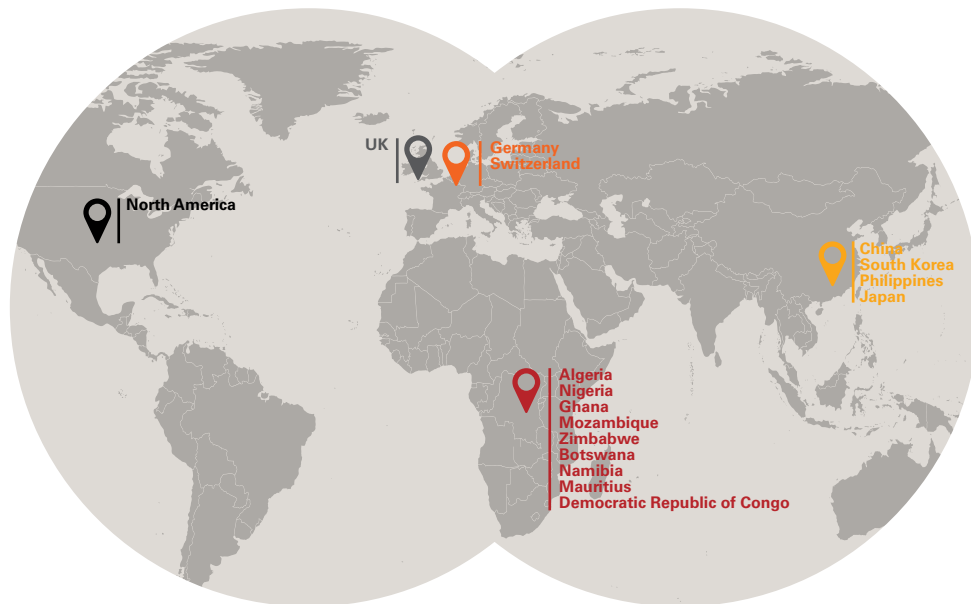 UK
Germany
Switzerland
North America
China
South Korea
Philippines
Japan
Algeria
Nigeria
Ghana
Mozambique
Zimbabwe
Botswana
Namibia
Mauritius
Democratic Republic of Congo